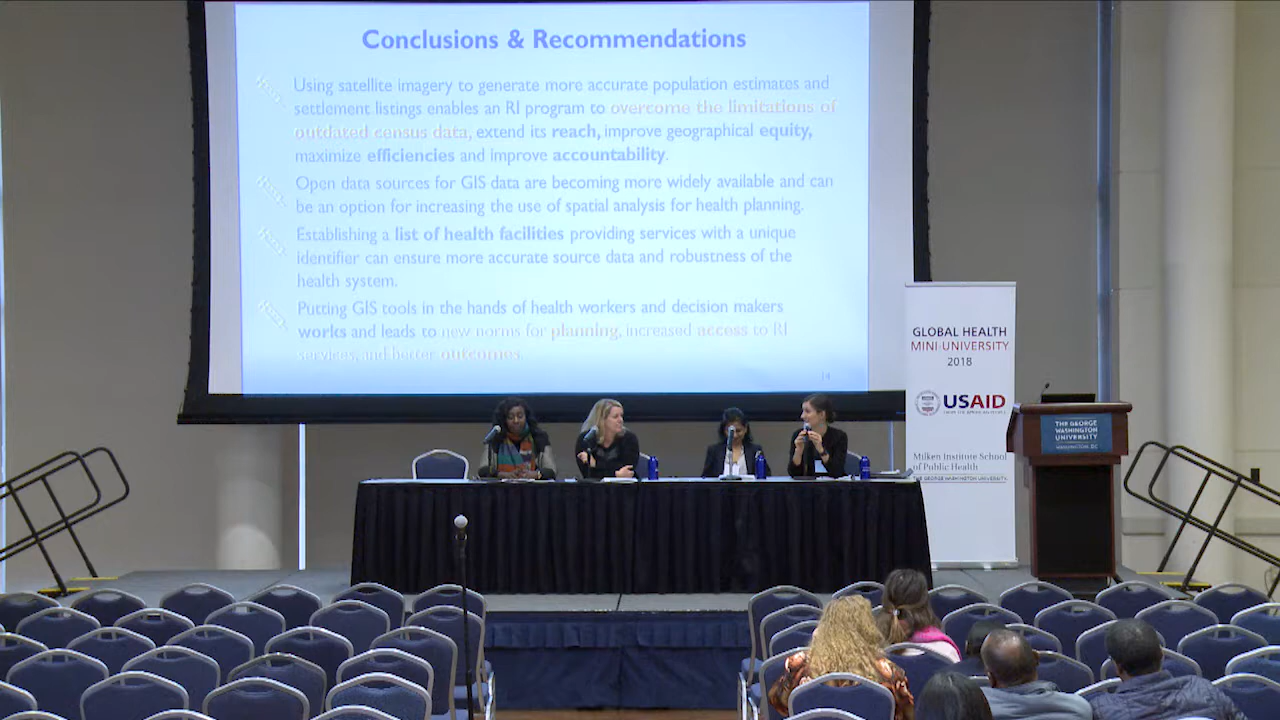 Conclusions & Recommendations
Using satellite imagery to generate more accurate population estimates and
settlement listings enables an RI program to overcome the limitations of
outdated census data, extend its reach, improve geographical equity,
maximize efficiencies and improve accountability.
Open data sources for GIS data are becoming more widely available and can
be an option for increasing the use of spatial analysis for health planning.
Establishing a list of health facilities providing services with a unique
identifier can ensure more accurate source data and robustness of the
health system.
Putting GIS tools in the hands of health workers and decision makers
works and leads to new norms for planning, increased access to RI
services, and better outcomes.
14
GLOBAL HEALTH
MINI-UNIVERSITY
2018
USAID
FROM THE AMERICAN PEOPLE
Milken Institute School
of Public Health
THE GEORGE WASHINGTON UNIVERSITY
THE GEORGE
WASHINGTON
UNIVERSITY
WASHINGTON, DC